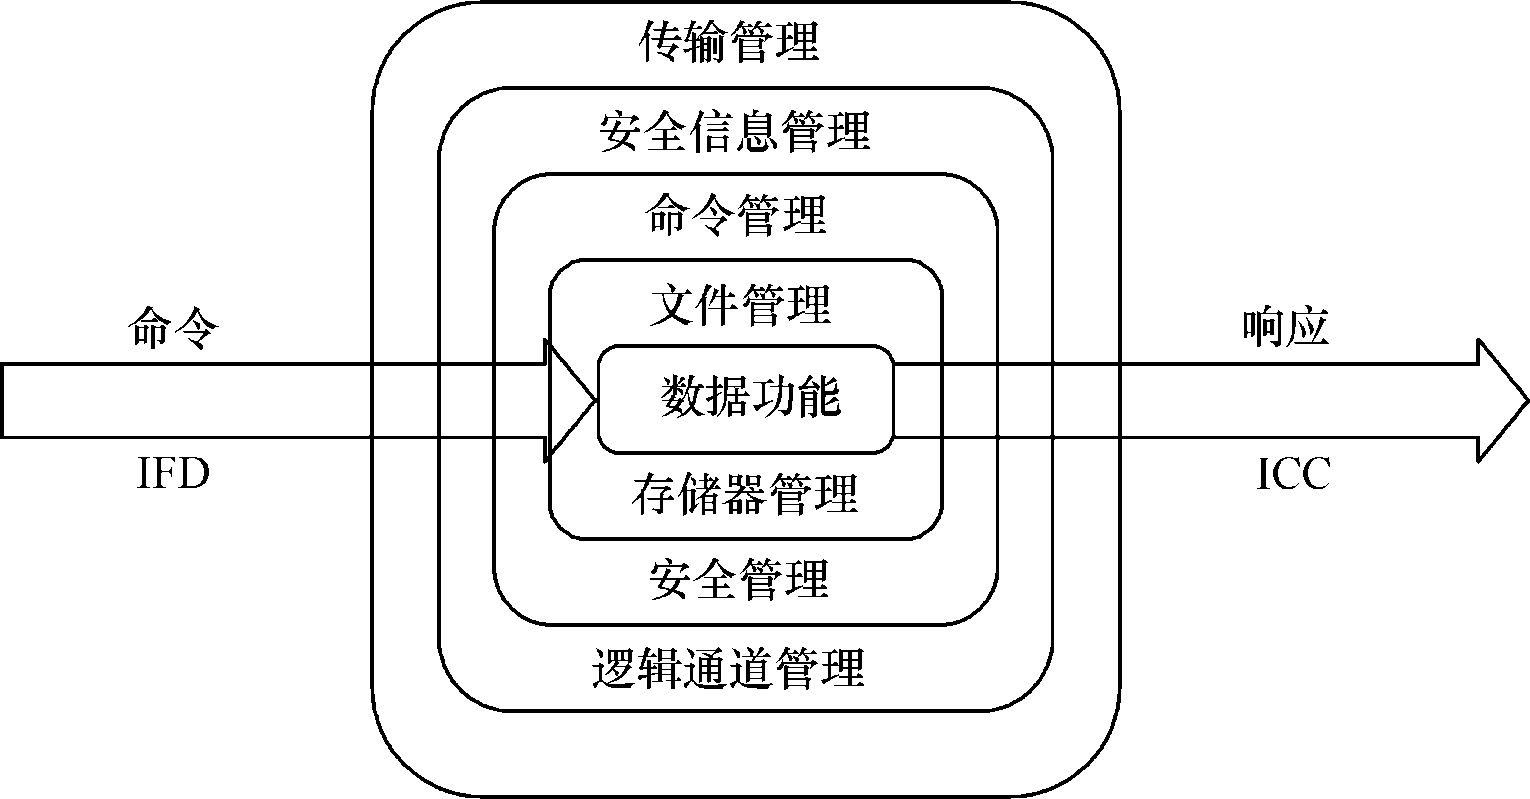 传输管理
安全信息管理
命令管理
文件管理
命令
响应
数据功能
IFD
ICC
存储器管理
安全管理
逻辑通道管理